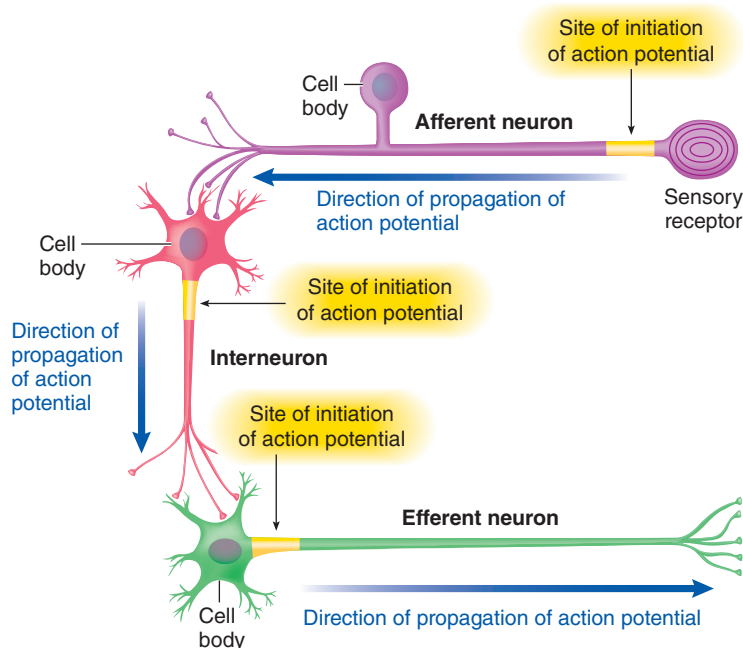 Site of initiation
of action potential
Cell
body
Afferent neuron
Direction of propagation of
action potential
Sensory
receptor
Cell
body
Site of initiation
of action potential
Direction of
propagation
of action
potential
Interneuron
Site of initiation
of action potential
Efferent neuron
Cell
body
Direction of propagation of action potential